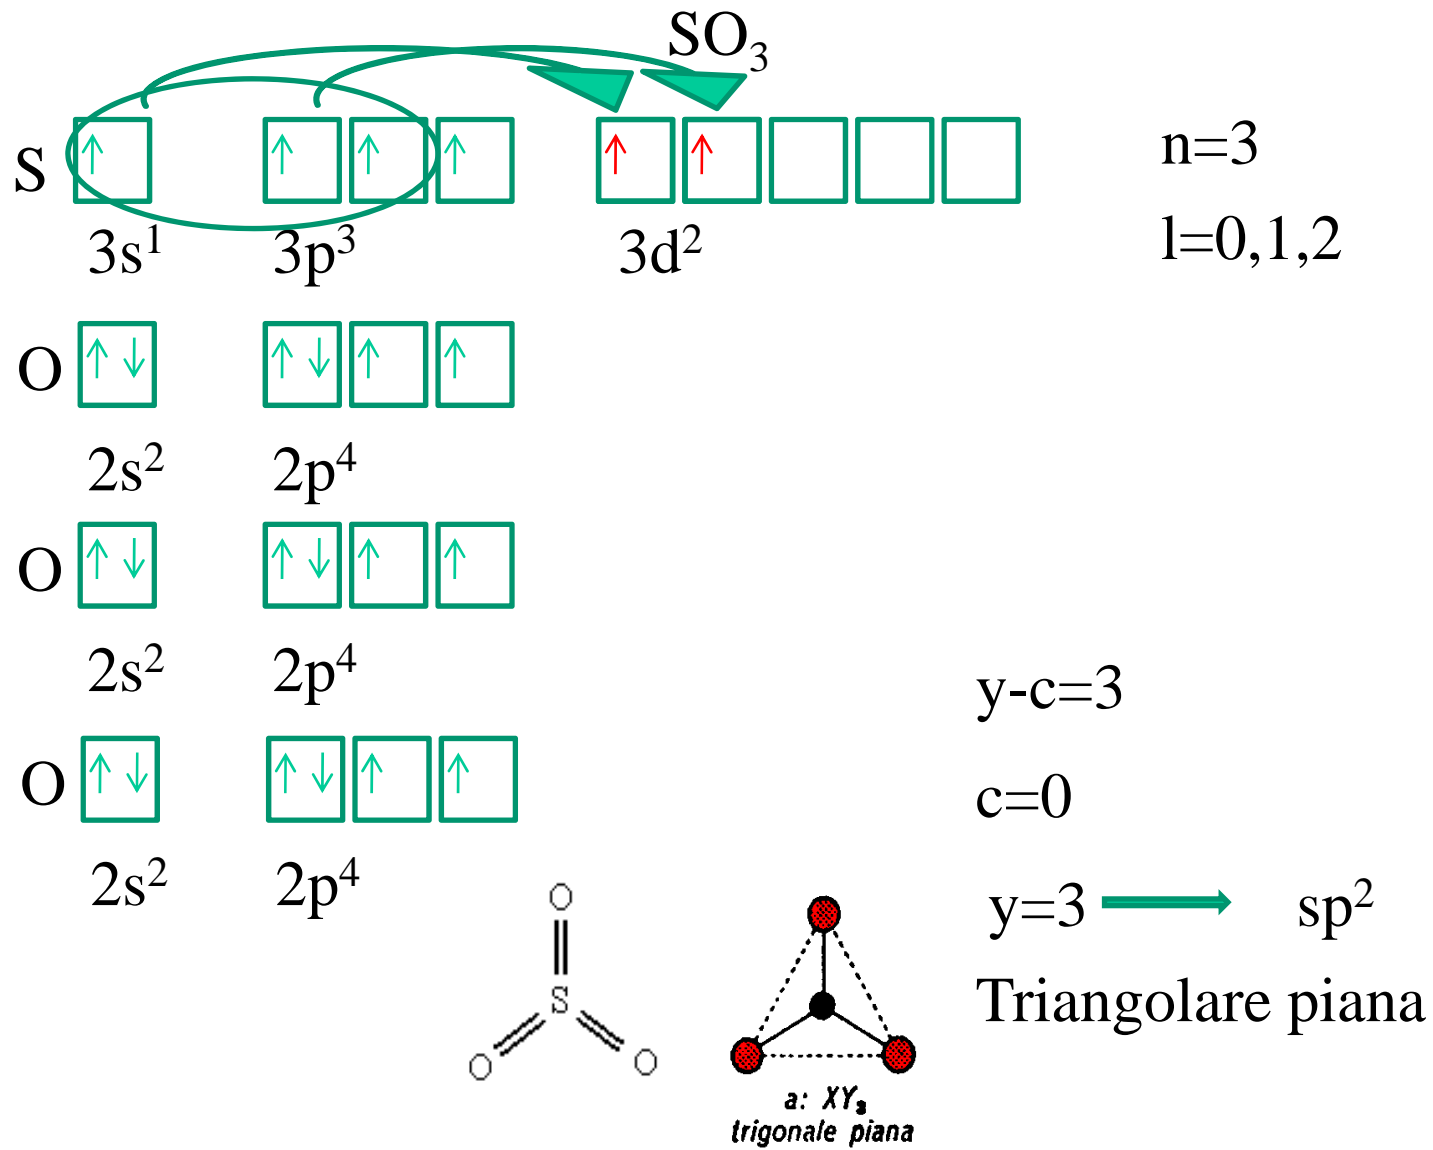 SO₃
S
n=3
3s¹ 3p³ 3d²
l=0,1,2
O
2s² 2p⁴
O
2s² 2p⁴
y-c=3
O
c=0
2s² 2p⁴
y=3 sp²
O
S
O O
Triangolare piana
a: XY₃
trigonale piana